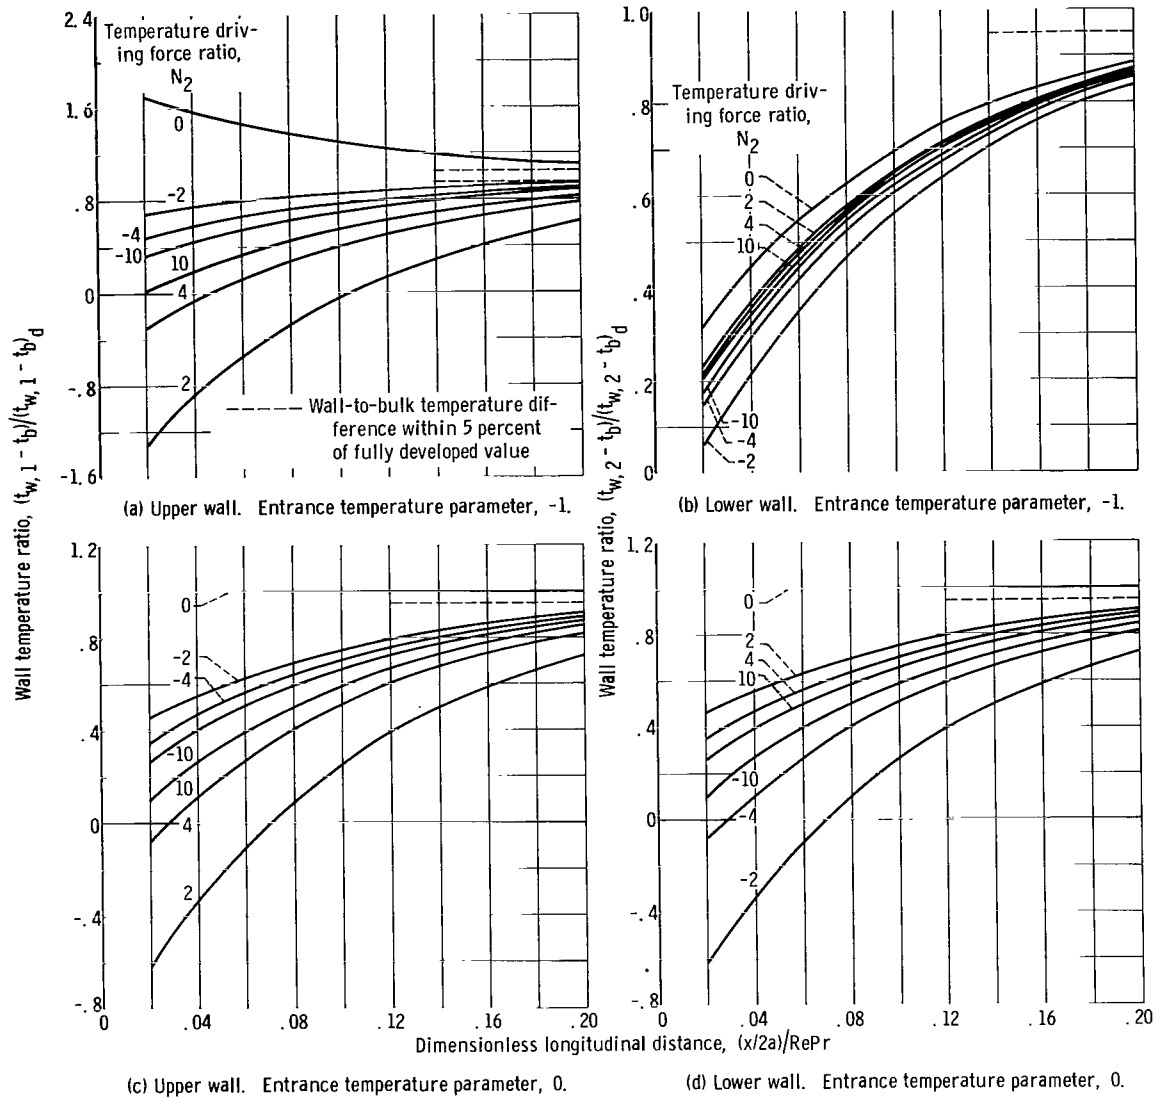 2.4
1.6
.8
0
-.8
-1.6
Temperature driv-
ing force ratio,
N2
0
-2
-4
-10
10
4
2
Wall-to-bulk temperature dif-
ference within 5 percent
of fully developed value
(a) Upper wall. Entrance temperature parameter, -1.
1.0
.8
.6
.4
.2
0
Temperature driv-
ing force ratio,
N2
0
2
4
10
-10
-4
-2
(b) Lower wall. Entrance temperature parameter, -1.
Wall temperature ratio, (tw, 1 - tb)/(tw, 1 - tb)d
Wall temperature ratio, (tw, 2 - tb)/(tw, 2 - tb)d
1.2
.8
.4
0
-.4
-.8
0
-2
-4
-10
10
4
2
0 .04 .08 .12 .16 .20
(c) Upper wall. Entrance temperature parameter, 0.
1.2
.8
.4
0
-.4
-.8
0
2
4
10
-10
-4
-2
0 .04 .08 .12 .16 .20
Dimensionless longitudinal distance, (x/2a)/RePr
(d) Lower wall. Entrance temperature parameter, 0.